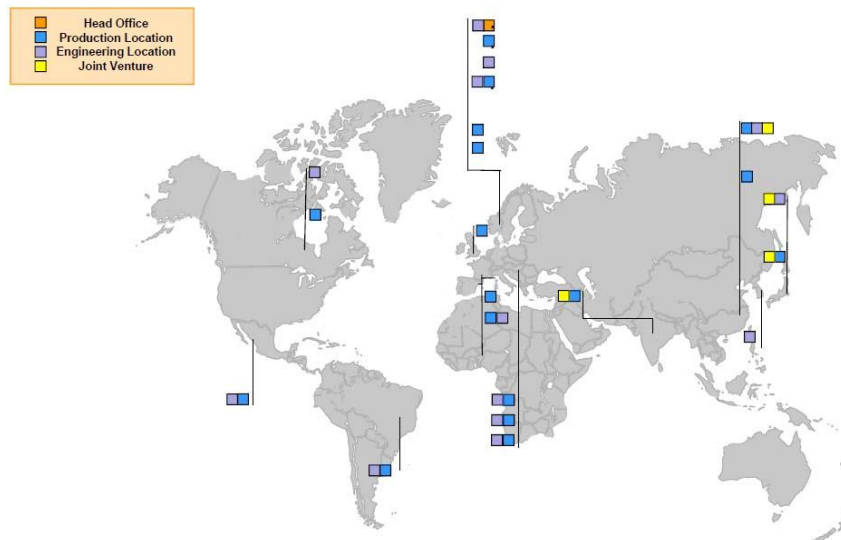 Head Office
Production Location
Engineering Location
Joint Venture